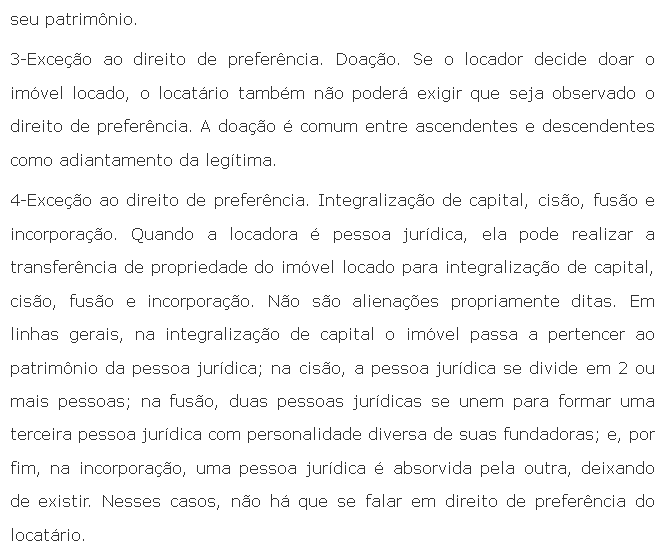 seu patrimônio.
3-Exceção ao direito de preferência. Doação. Se o locador decide doar o
imóvel locado, o locatário também não poderá exigir que seja observado o
direito de preferência. A doação é comum entre ascendentes e descendentes
como adiantamento da legítima.
4-Exceção ao direito de preferência. Integralização de capital, cisão, fusão e
incorporação. Quando a locadora é pessoa jurídica, ela pode realizar a
transferência de propriedade do imóvel locado para integralização de capital,
cisão, fusão e incorporação. Não são alienações propriamente ditas. Em
linhas gerais, na integralização de capital o imóvel passa a pertencer ao
patrimônio da pessoa jurídica; na cisão, a pessoa jurídica se divide em 2 ou
mais pessoas; na fusão, duas pessoas jurídicas se unem para formar uma
terceira pessoa jurídica com personalidade diversa de suas fundadoras; e, por
fim, na incorporação, uma pessoa jurídica é absorvida pela outra, deixando
de existir. Nesses casos, não há que se falar em direito de preferência do
locatário.